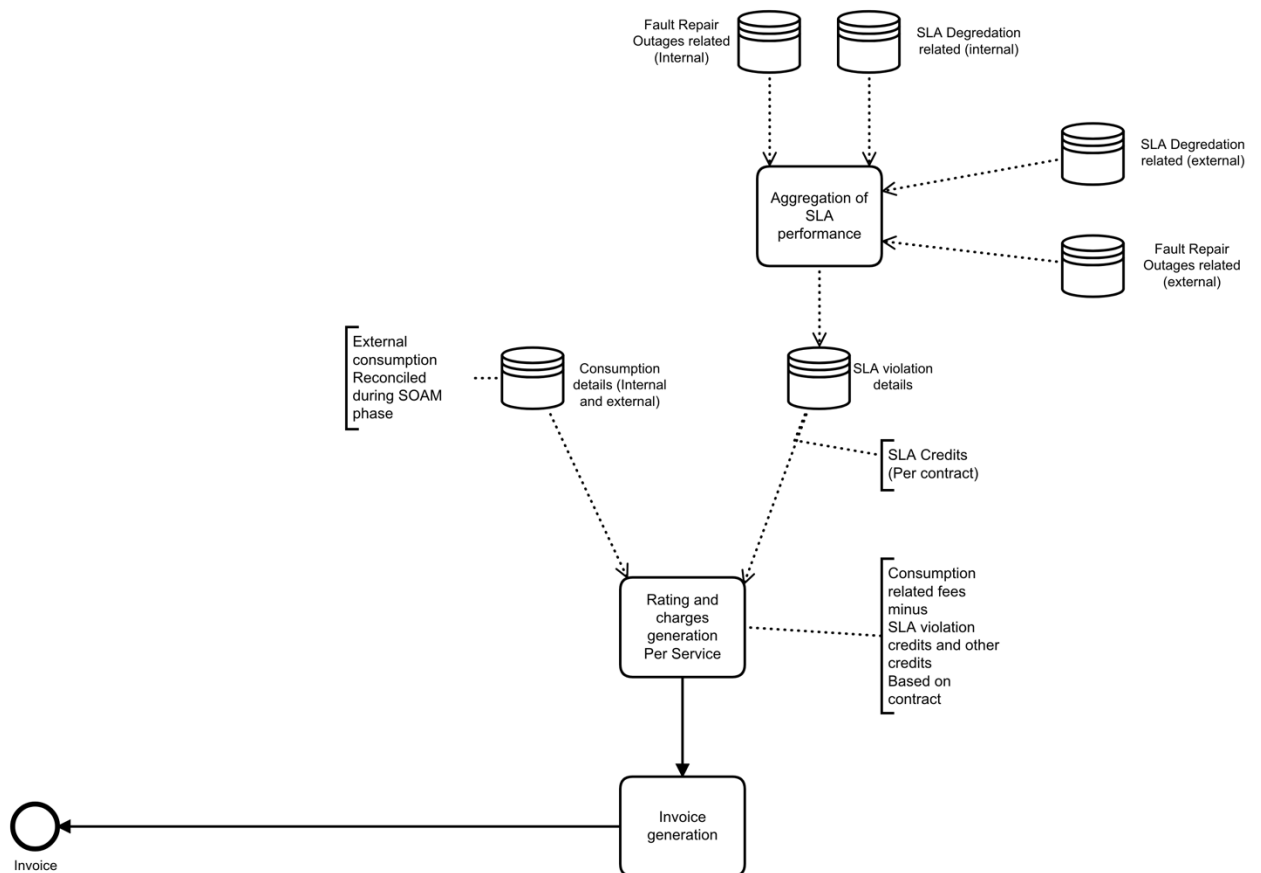 Fault Repair
Outages related
(Internal)
SLA Degredation
related (internal)
SLA Degredation
related (external)
Aggregation of
SLA
performance
Fault Repair
Outages related
(external)
External
consumption
Reconciled
during SOAM
phase
Consumption
details (Internal
and external)
SLA violation
details
SLA Credits
(Per contract)
Rating and
charges
generation
Per Service
Consumption
related fees
minus
SLA violation
credits and other
credits
Based on
contract
Invoice
generation
Invoice